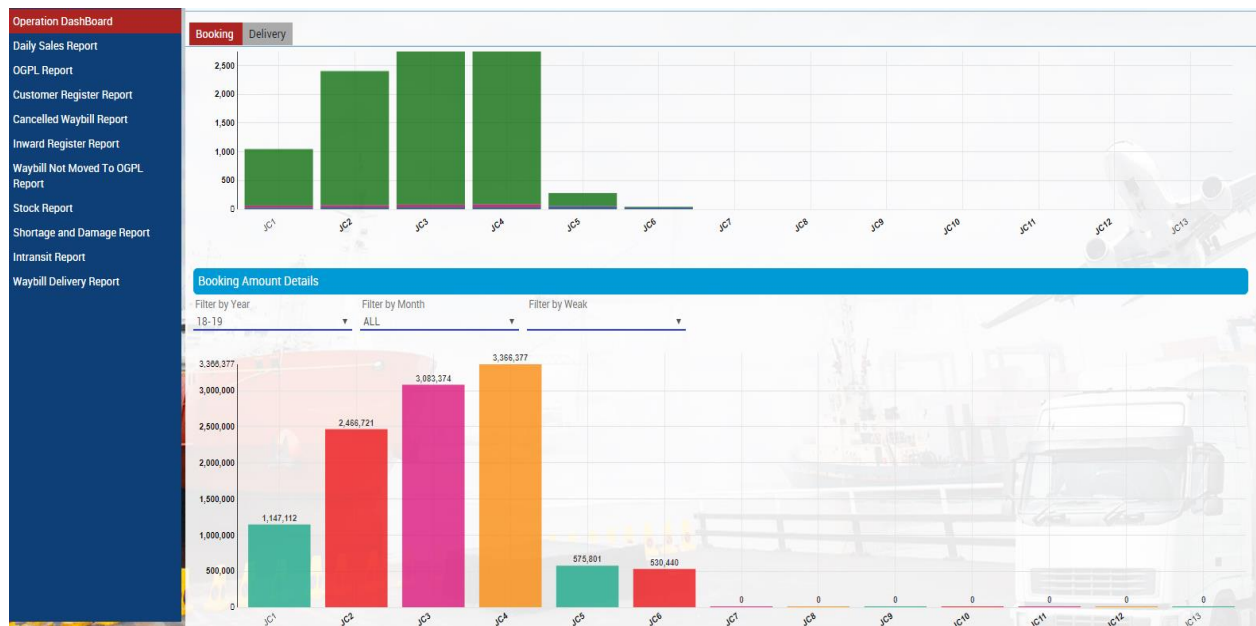 Operation DashBoard
Daily Sales Report
OGPL Report
Customer Register Report
Cancelled Waybill Report
Inward Register Report
Waybill Not Moved To OGPL
Report
Stock Report
Shortage and Damage Report
Intransit Report
Waybill Delivery Report
Booking Delivery
2,500
2,000
1,500
1,000
500
0
JC1 JC2 JC3 JC4 JC5 JC6 JC7 JC8 JC9 JC10 JC11 JC12 JC13
Booking Amount Details
Filter by Year Filter by Month Filter by Weak
18-19 ALL
3,366,377
3,000,000
2,500,000
2,000,000
1,500,000
1,000,000
500,000
0
1,147,112 2,466,721 3,083,374 3,366,377 575,801 530,440 0 0 0 0 0 0 0
JC1 JC2 JC3 JC4 JC5 JC6 JC7 JC8 JC9 JC10 JC11 JC12 JC13